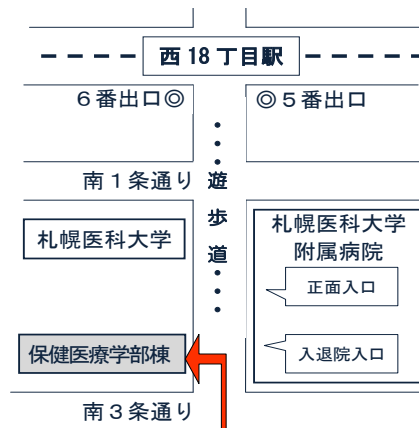 西18丁目駅
6番出口◎
◎5番出口
南1条通り
遊歩道
札幌医科大学
札幌医科大学
附属病院
正面入口
保健医療学部棟
入退院入口
南3条通り